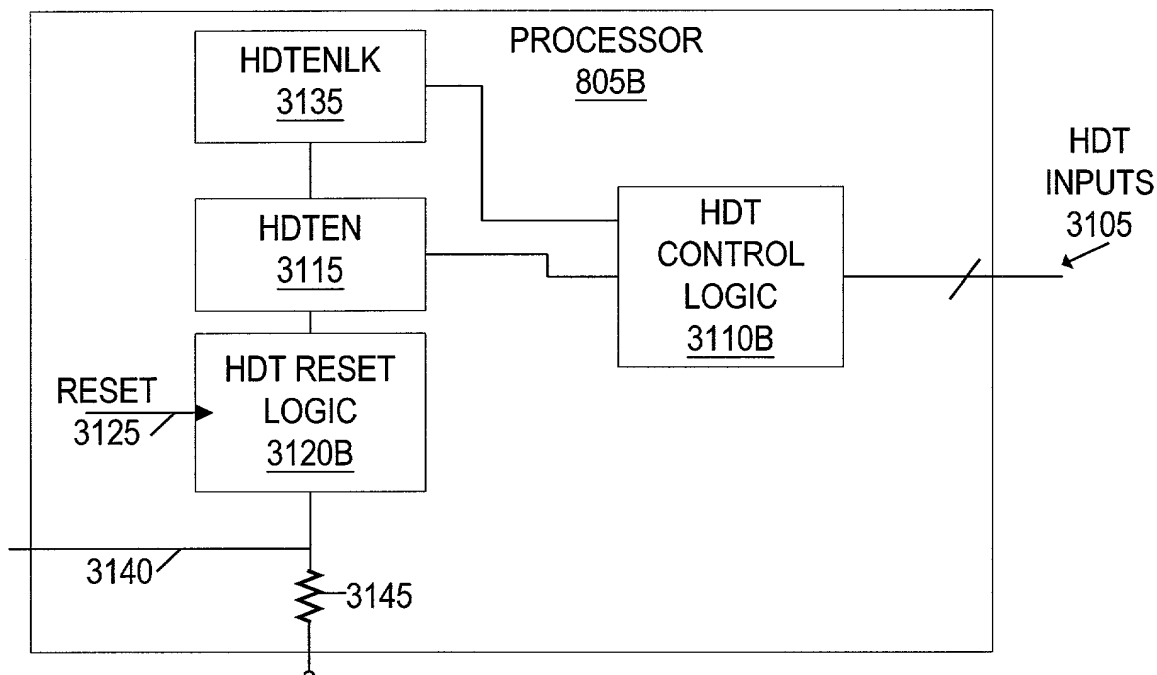 PROCESSOR
805B
HDTENLK
3135
HDT
INPUTS
3105
HDTEN
3115
HDT
CONTROL
LOGIC
3110B
HDT RESET
LOGIC
3120B
RESET
3125
3140
3145